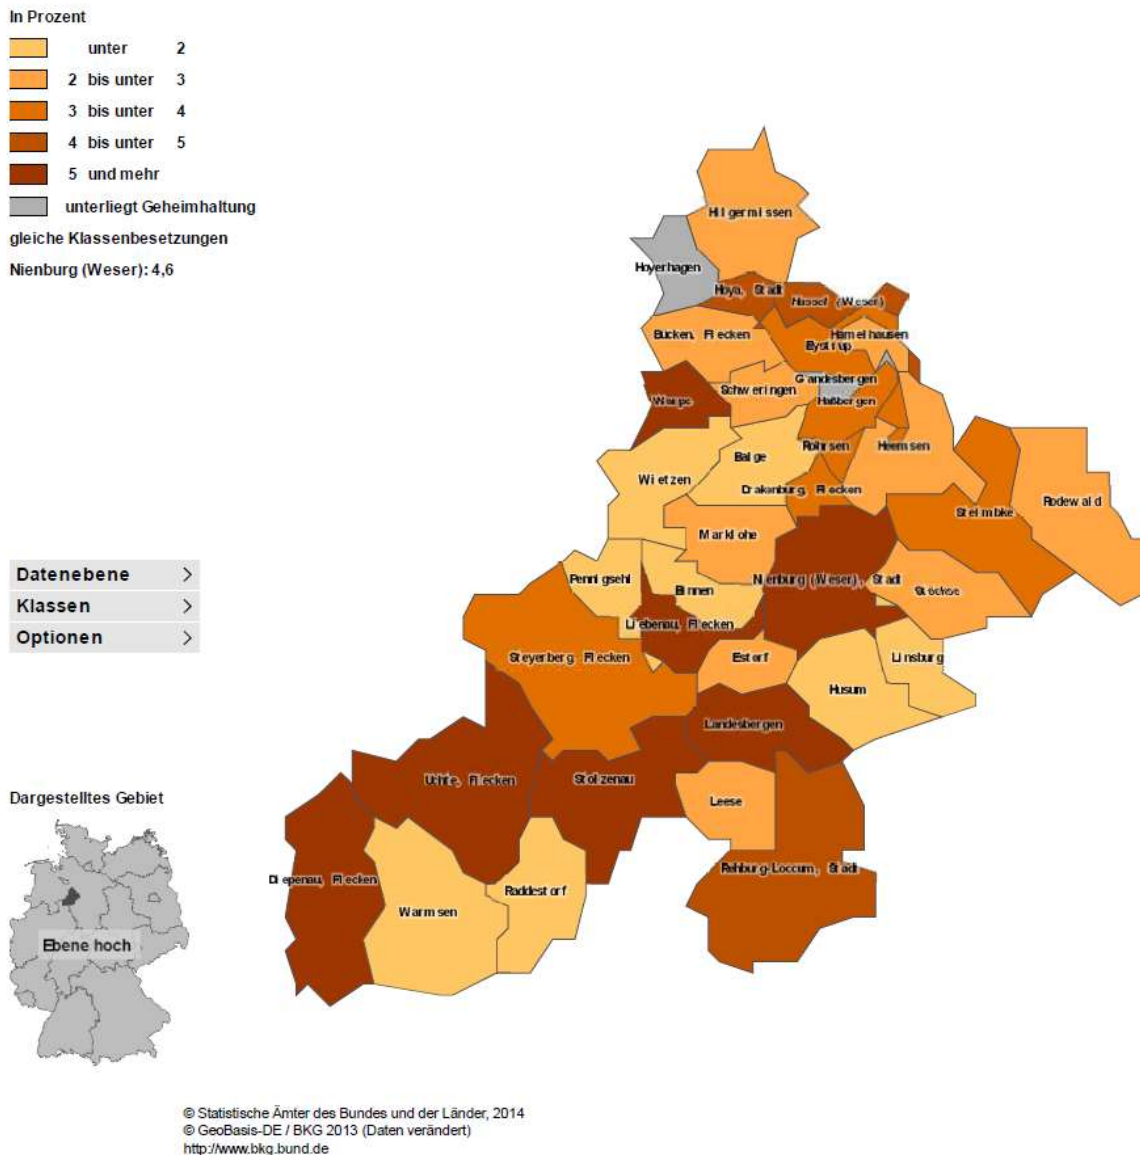 In Prozent
unter 2
2 bis unter 3
3 bis unter 4
4 bis unter 5
5 und mehr
unterliegt Geheimhaltung
gleiche Klassenbesetzungen
Nienburg (Weser): 4,6
Hilgermissen
Hoyerhagen
Hoya, Stadt
Hassel (Weser)
Bücken, Flecken
Hämelhausen
Eystrup
Gandesbergen
Schweringen
Warpe
Haßbergen
Rohrsen
Heemsen
Balge
Wietzen
Drakenburg, Flecken
Rodewald
Steimbke
Marklohe
Pennigsehl
Binnen
Nienburg (Weser), Stadt
Stöckse
Liebenau, Flecken
Steyerberg, Flecken
Estorf
Linsburg
Husum
Landesbergen
Uchte, Flecken
Stolzenau
Leese
Rehburg-Loccum, Stadt
Diepenau, Flecken
Raddestorf
Warmsen
Datenebene >
Klassen >
Optionen >
Dargestelltes Gebiet
Ebene hoch
© Statistische Ämter des Bundes und der Länder, 2014
© GeoBasis-DE / BKG 2013 (Daten verändert)
http://www.bkg.bund.de